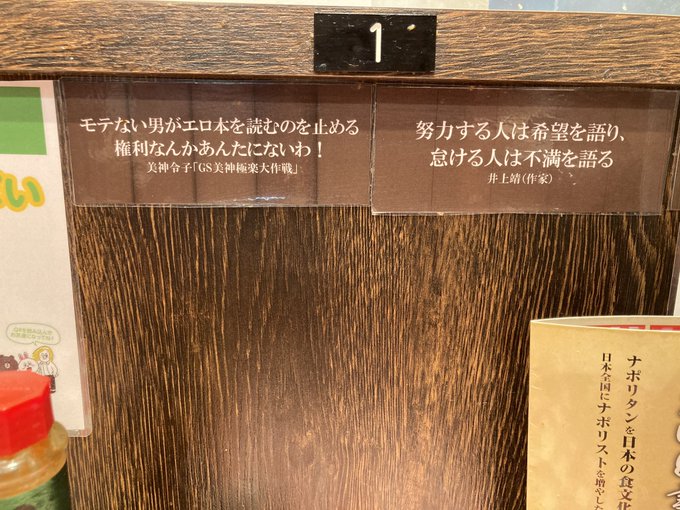 1
モテない男がエロ本を読むのを止める
権利なんかあんたにないわ！
美神令子「GS美神極楽大作戦」
努力する人は希望を語り、
怠ける人は不満を語る
井上靖（作家）
ナポリタンを日本の食文化
日本全国にナポリストを増やした